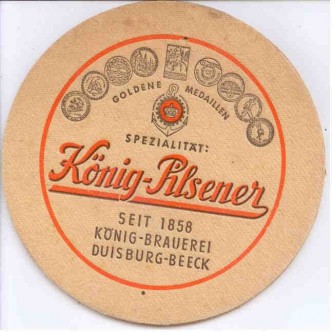 GOLDENE MEDAILLEN
SPEZIALITÄT:
König-Pilsener
SEIT 1858
KÖNIG-BRAUEREI
DUISBURG-BEECK